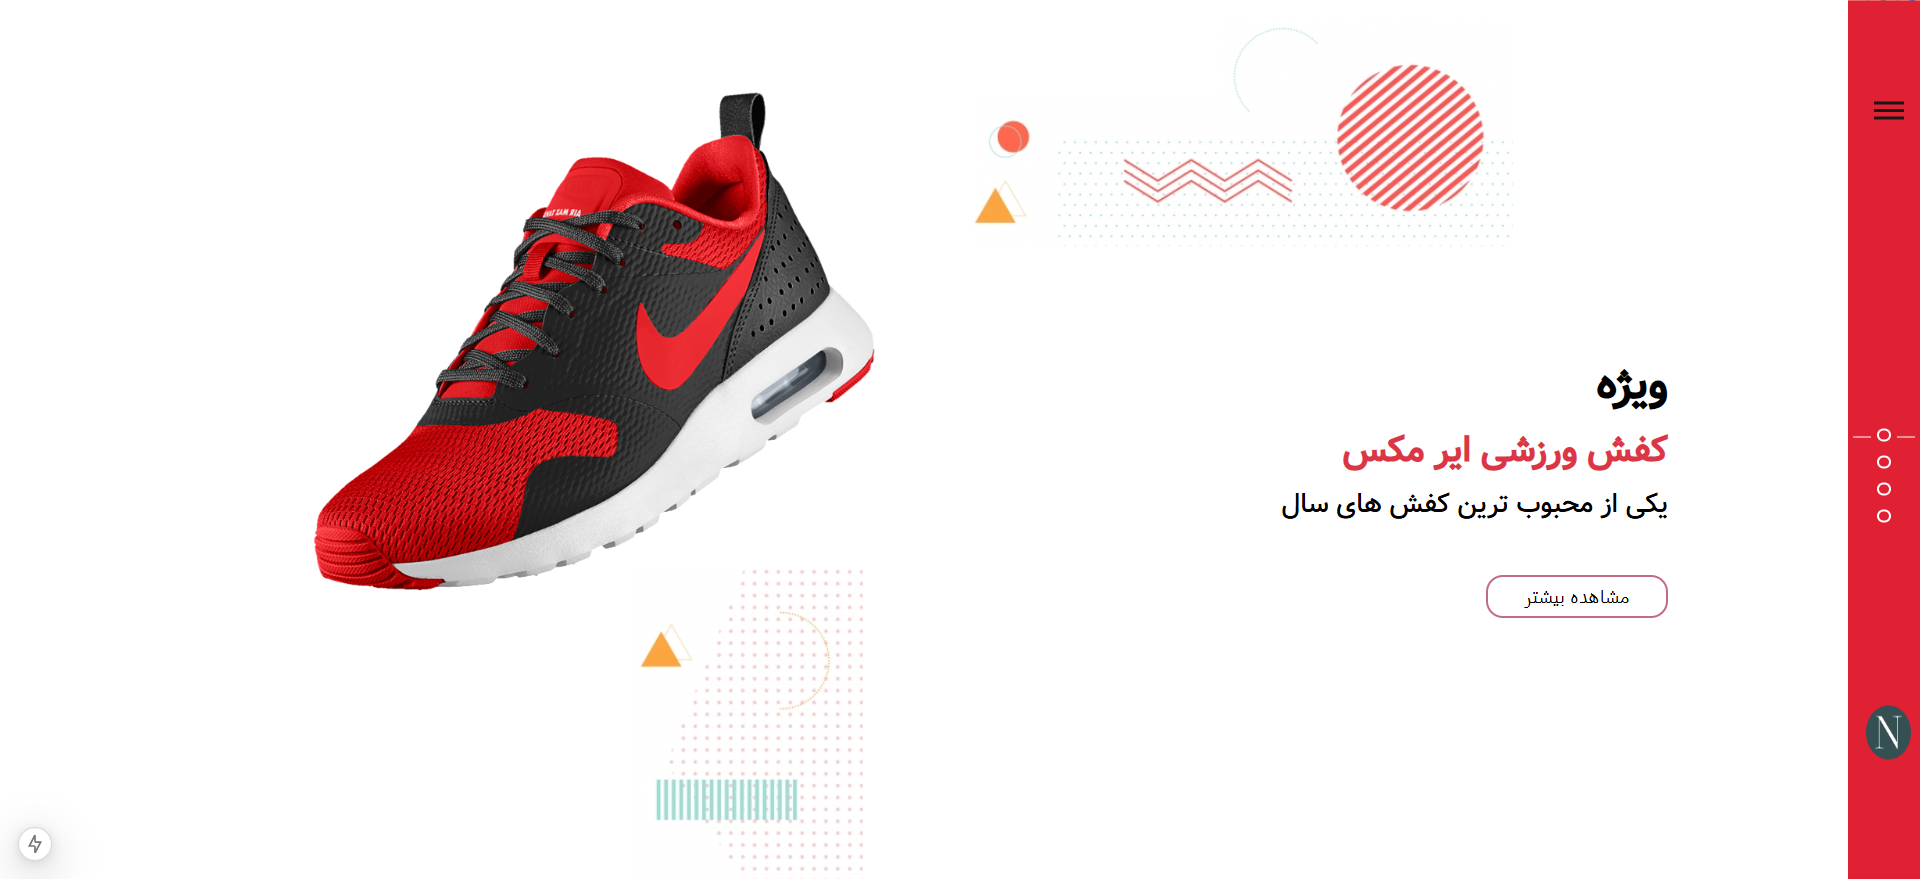 ویژه
کفش ورزشی ایر مکس
یکی از محبوب ترین کفش های سال
مشاهده بیشتر
N